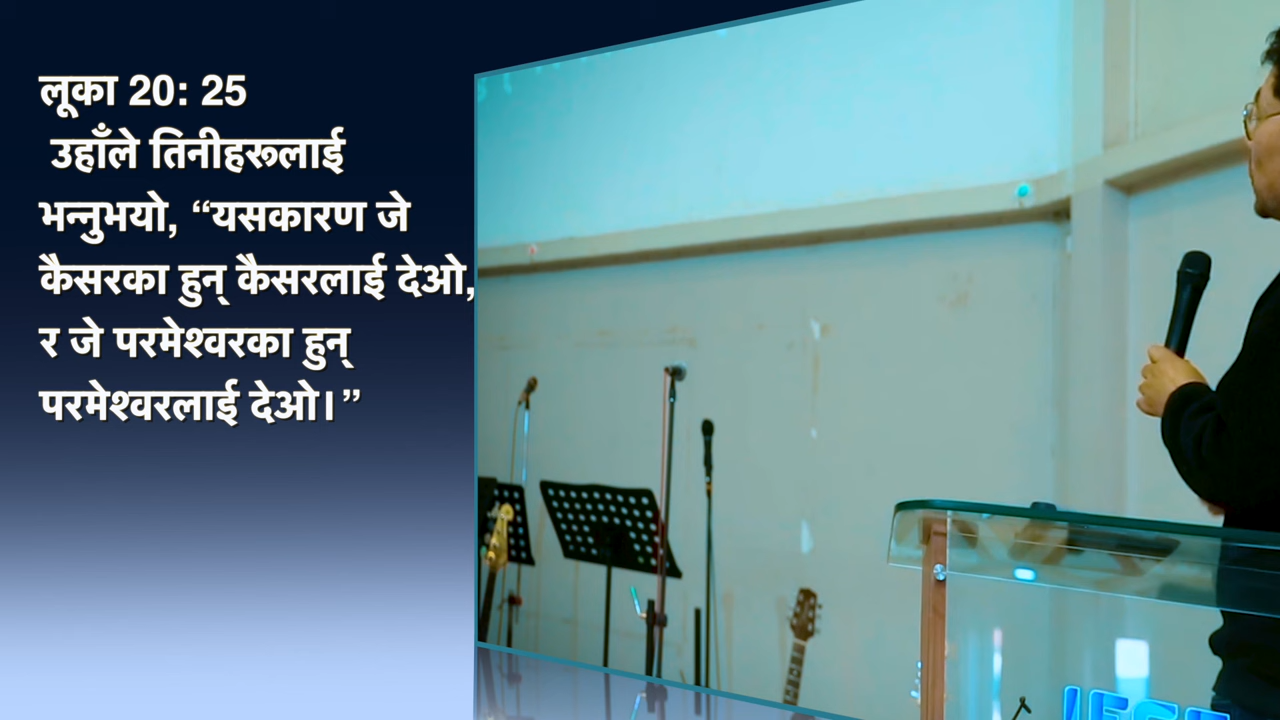 लूका 20: 25
उहाँले तिनीहरूलाई
भन्नुभयो, “यसकारण जे
कैसरका हुन् कैसरलाई देओ,
र जे परमेश्वरका हुन्
परमेश्वरलाई देओ।”